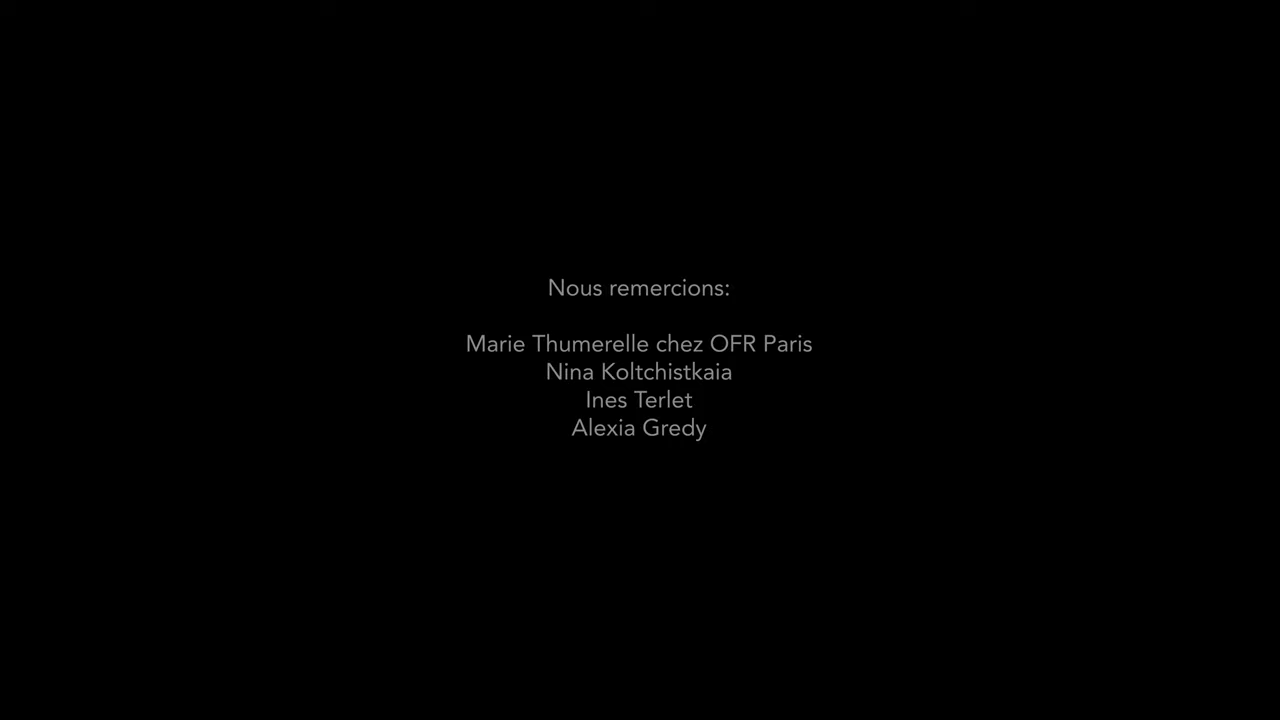 Nous remercions:
Marie Thumerelle chez OFR Paris
Nina Koltchistkaia
Ines Terlet
Alexia Gredy